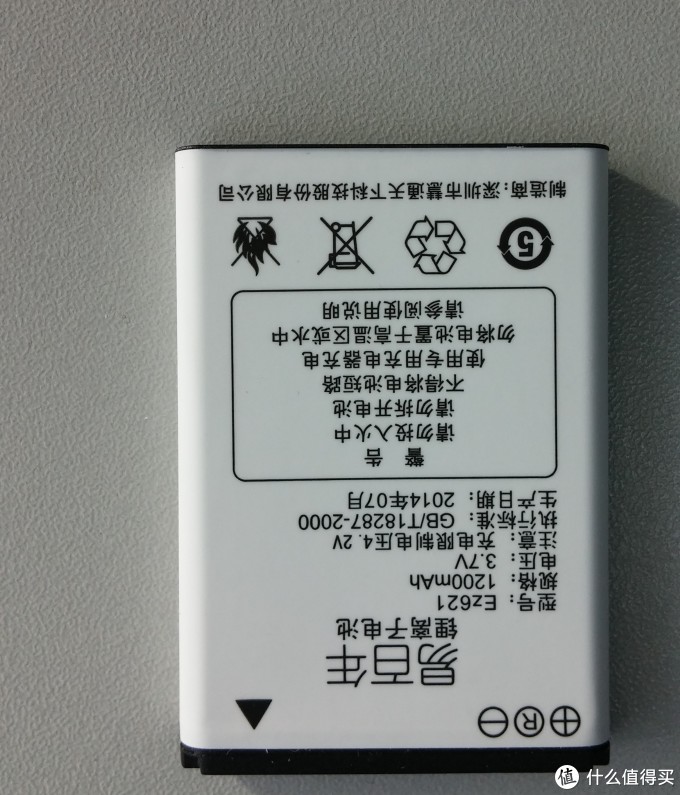 ⊕Ⓡ⊖
易百年
锂离子电池
型号：Ez621
规格：1200mAh
电压：3.7V
注意：充电限制电压4.2V
执行标准：GB/T18287-2000
生产日期：2014年07月
警 告
请勿投入火中
请勿拆开电池
不得将电池短路
使用专用充电器充电
勿将电池置于高温区或水中
请参阅使用说明
5
制造商:深圳市慧通天下科技股份有限公司
值 什么值得买